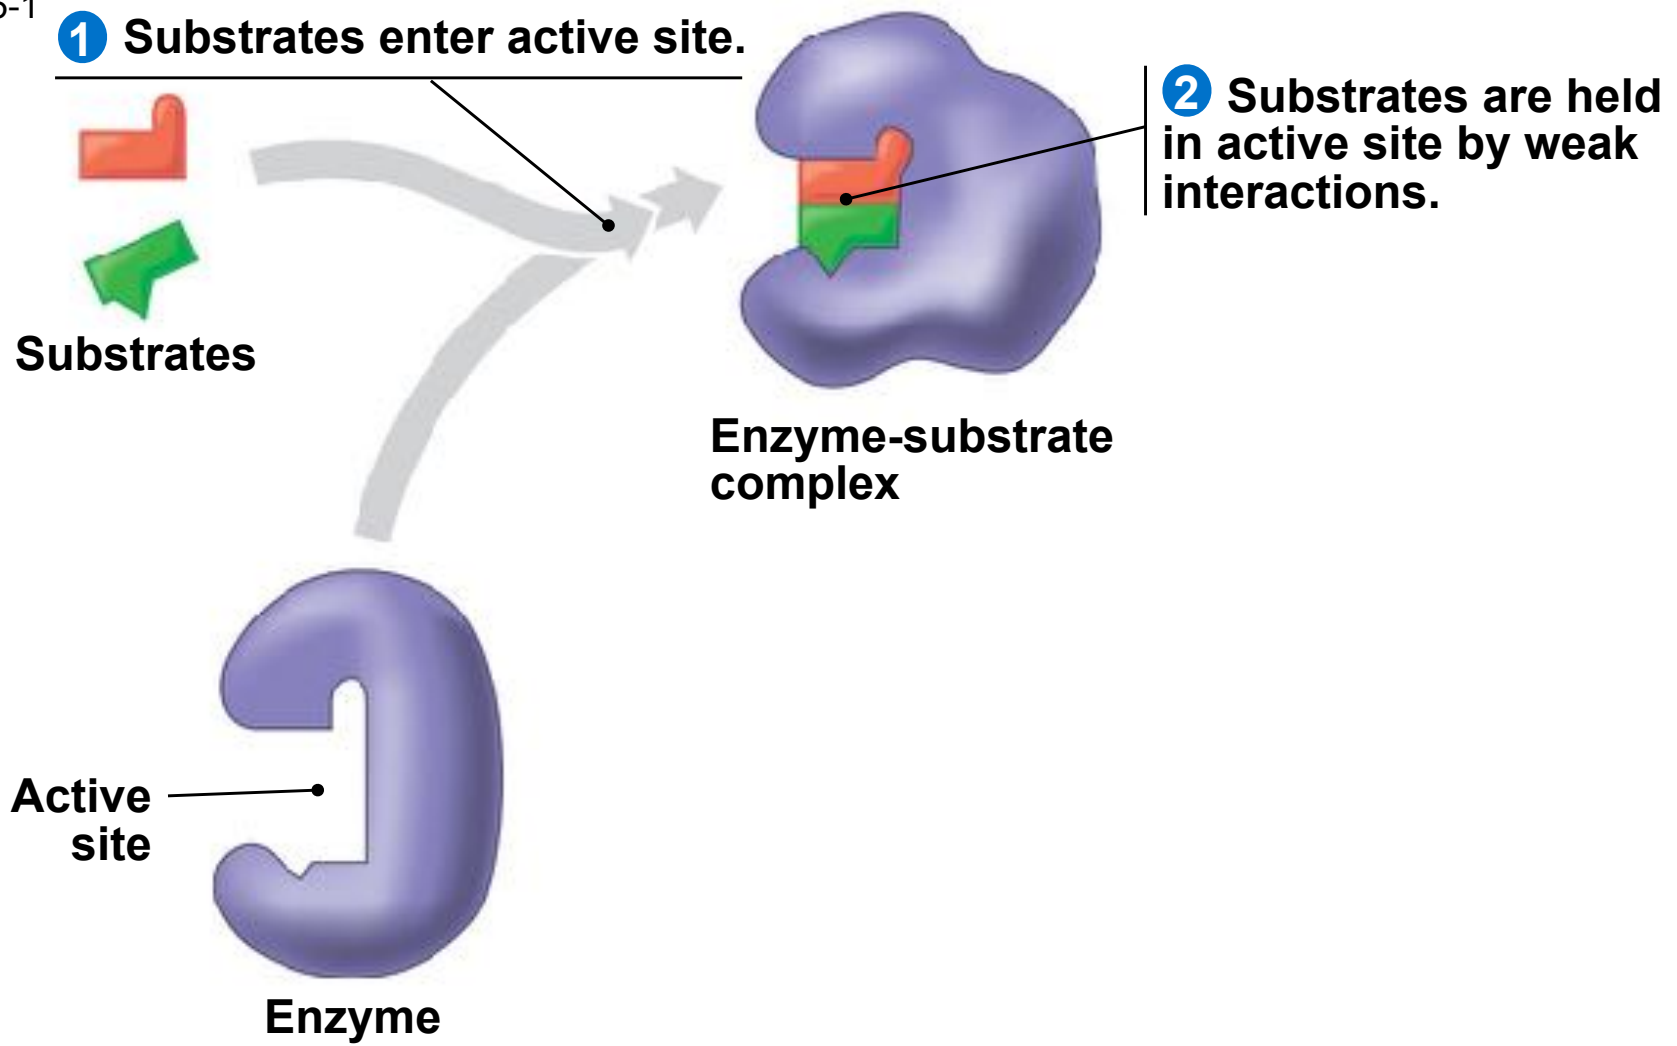 1 Substrates enter active site.
2 Substrates are held
in active site by weak
interactions.
Substrates
Enzyme-substrate
complex
Active
site
Enzyme